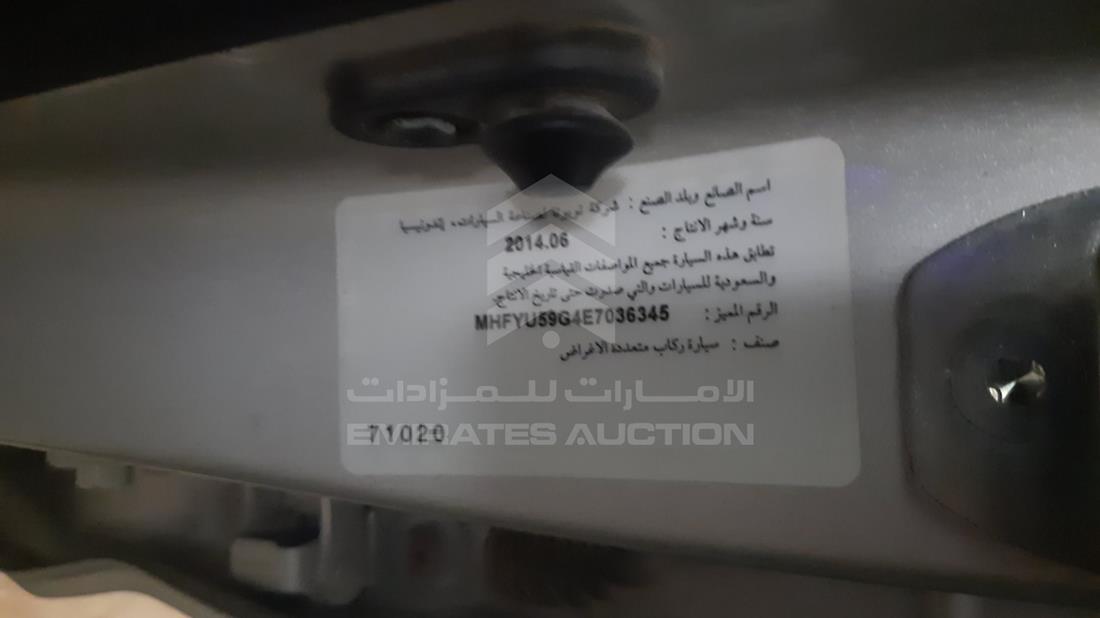 اسم الصانع وبلد الصنع : شركة تويوتا لصناعة السيارات - إندونيسيا
سنة وشهر الانتاج : 2014.06
تطابق هذه السيارة جميع المواصفات القياسية الخليجية
والسعودية للسيارات والتي صدرت حتى تاريخ الانتاج.
الرقم المميز : MHFYU59G4E7036345
صنف : سيارة ركاب متعددة الاغراض
الامارات للمزادات
71020
EMIRATES AUCTION